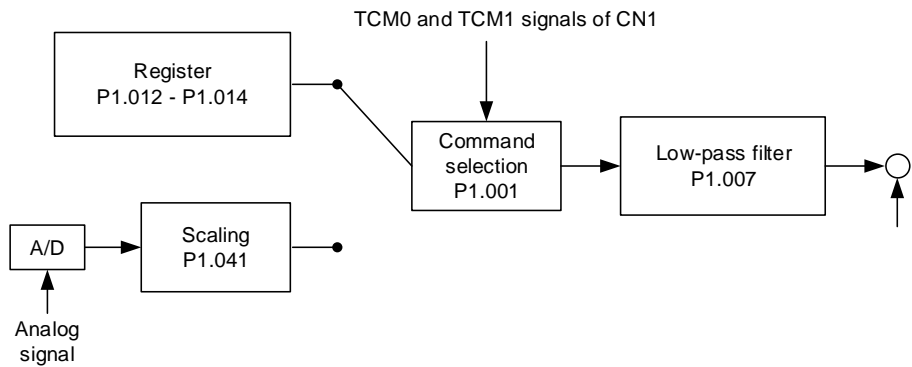 TCM0 and TCM1 signals of CN1
Register
P1.012 - P1.014
Command
selection
P1.001
Low-pass filter
P1.007
A/D
Scaling
P1.041
Analog
signal